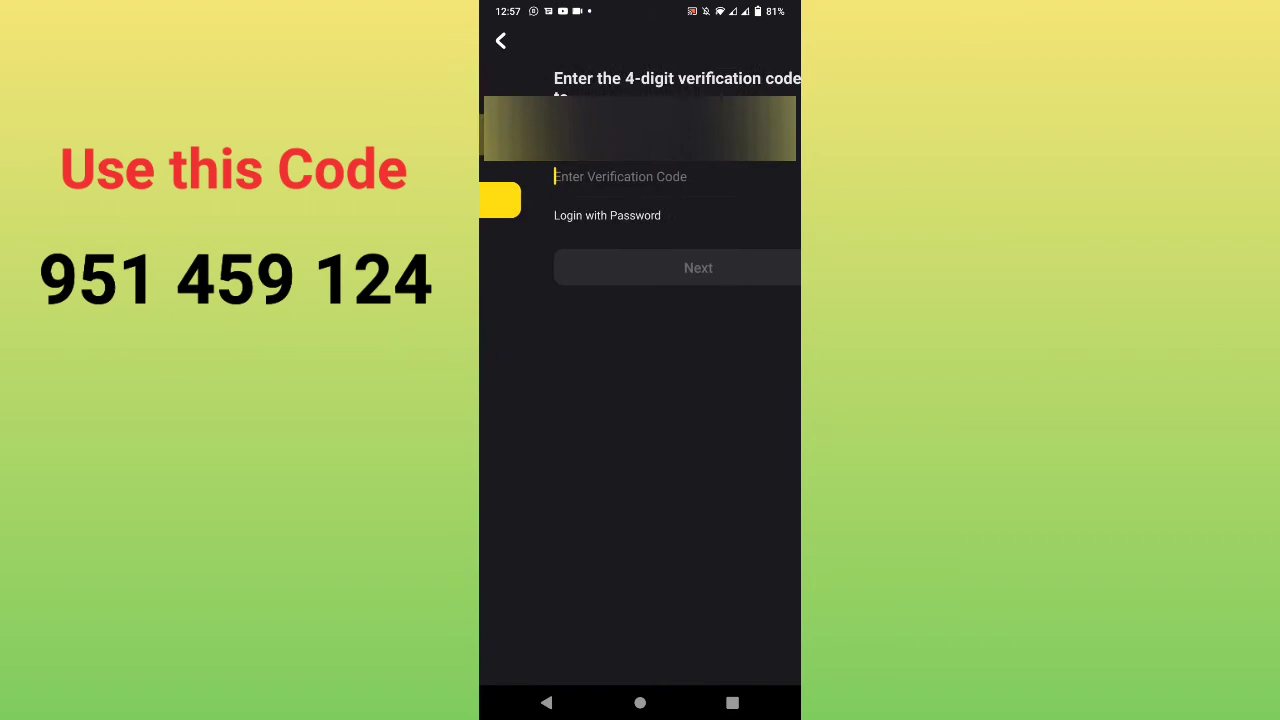 Use this Code
951 459 124
12:57
81%
Enter the 4-digit verification code
to
Enter Verification Code
Login with Password
Next